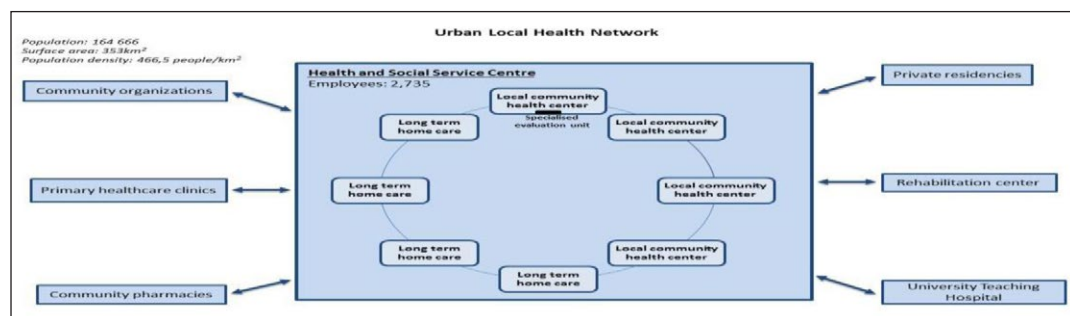 Urban Local Health Network
Population: 164 666
Surface area: 353km²
Population density: 466,5 people/km²
Health and Social Service Centre
Employees: 2,735
Community organizations
Primary healthcare clinics
Community pharmacies
Local community
health center
Specialised
evaluation unit
Local community
health center
Local community
health center
Local community
health center
Long term
home care
Long term
home care
Long term
home care
Long term
home care
Private residencies
Rehabilitation center
University Teaching
Hospital